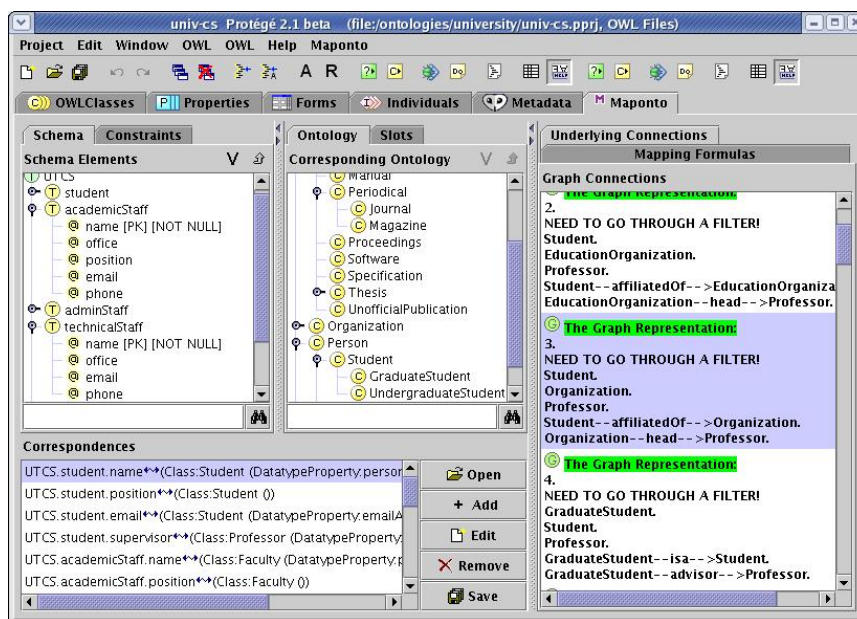 univ-cs Protégé 2.1 beta (file:/ontologies/university/univ-cs.pprj, OWL Files)
Project Edit Window OWL OWL Help Maponto
OWLClasses Properties Forms Individuals Metadata Maponto
Schema Constraints
Schema Elements
UTCS
student
academicStaff
name [PK] [NOT NULL]
office
position
email
phone
adminStaff
technicalStaff
name [PK] [NOT NULL]
office
email
phone
Ontology Slots
Corresponding Ontology
Manual
Periodical
Journal
Magazine
Proceedings
Software
Specification
Thesis
UnofficialPublication
Organization
Person
Student
GraduateStudent
UndergraduateStudent
Underlying Connections
Mapping Formulas
Graph Connections
The Graph Representation:
2.
NEED TO GO THROUGH A FILTER!
Student.
EducationOrganization.
Professor.
Student--affiliatedOf-->EducationOrganiza
EducationOrganization--head-->Professor.
The Graph Representation:
3.
NEED TO GO THROUGH A FILTER!
Student.
Organization.
Professor.
Student--affiliatedOf-->Organization.
Organization--head-->Professor.
The Graph Representation:
4.
NEED TO GO THROUGH A FILTER!
GraduateStudent.
Student.
Professor.
GraduateStudent--isa-->Student.
GraduateStudent--advisor-->Professor.
Correspondences
UTCS.student.name↔(Class:Student (DatatypeProperty:person
UTCS.student.position↔(Class:Student ())
UTCS.student.email↔(Class:Student (DatatypeProperty:emailA
UTCS.student.supervisor↔(Class:Professor (DatatypeProperty:
UTCS.academicStaff.name↔(Class:Faculty (DatatypeProperty:p
UTCS.academicStaff.position↔(Class:Faculty ())
Open
+ Add
Edit
Remove
Save